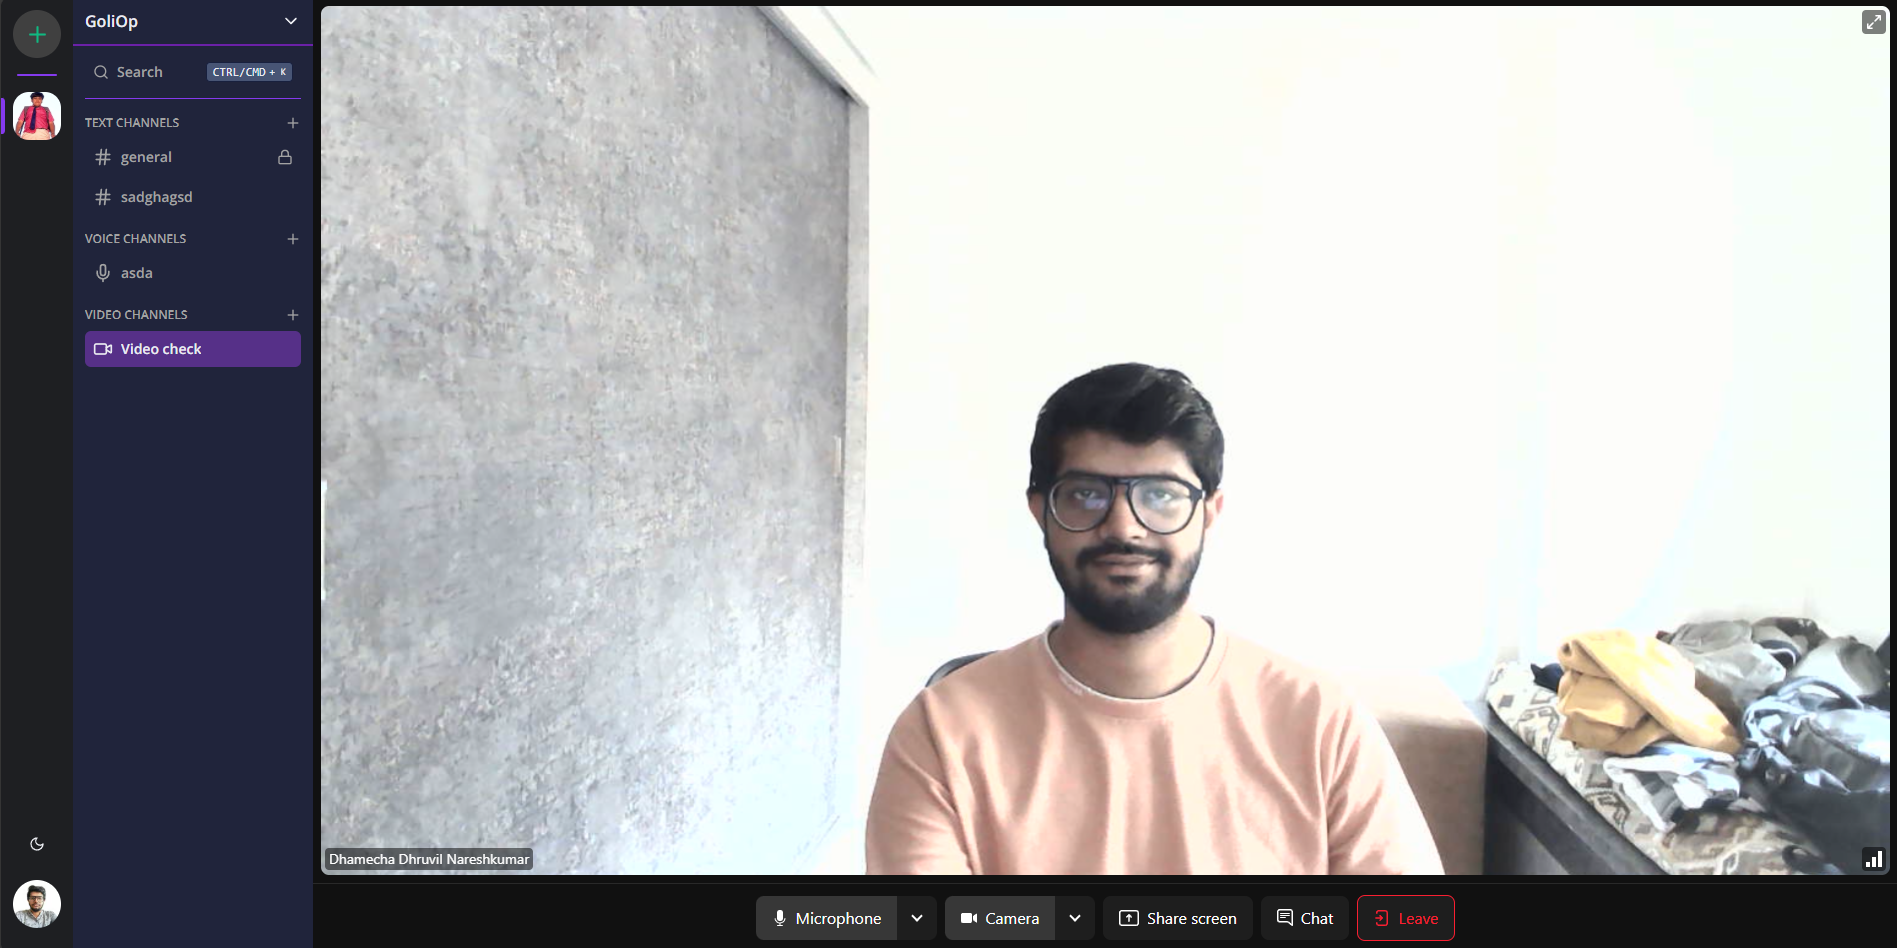 GoliOp
Search
CTRL/CMD + K
TEXT CHANNELS
general
sadghagsd
VOICE CHANNELS
asda
VIDEO CHANNELS
Video check
Dhamecha Dhruvil Nareshkumar
Microphone
Camera
Share screen
Chat
Leave